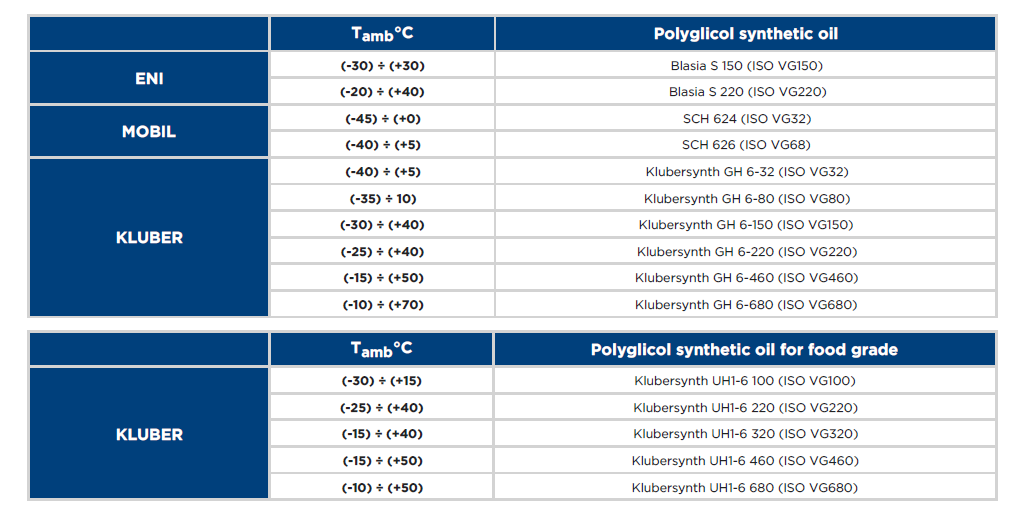 Tamb°C Polyglicol synthetic oil
ENI
(-30) ÷ (+30) Blasia S 150 (ISO VG150)
(-20) ÷ (+40) Blasia S 220 (ISO VG220)
MOBIL
(-45) ÷ (+0) SCH 624 (ISO VG32)
(-40) ÷ (+5) SCH 626 (ISO VG68)
KLUBER
(-40) ÷ (+5) Klubersynth GH 6-32 (ISO VG32)
(-35) ÷ 10) Klubersynth GH 6-80 (ISO VG80)
(-30) ÷ (+40) Klubersynth GH 6-150 (ISO VG150)
(-25) ÷ (+40) Klubersynth GH 6-220 (ISO VG220)
(-15) ÷ (+50) Klubersynth GH 6-460 (ISO VG460)
(-10) ÷ (+70) Klubersynth GH 6-680 (ISO VG680)
Tamb°C Polyglicol synthetic oil for food grade
KLUBER
(-30) ÷ (+15) Klubersynth UH1-6 100 (ISO VG100)
(-25) ÷ (+40) Klubersynth UH1-6 220 (ISO VG220)
(-15) ÷ (+40) Klubersynth UH1-6 320 (ISO VG320)
(-15) ÷ (+50) Klubersynth UH1-6 460 (ISO VG460)
(-10) ÷ (+50) Klubersynth UH1-6 680 (ISO VG680)